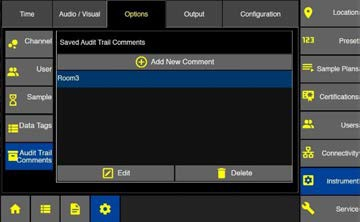 Time
Audio / Visual
Options
Output
Configuration
Channel
User
Sample
Data Tags
Audit Trail
Comments
Saved Audit Trail Comments
Add New Comment
Room3
Edit
Delete
Location
123
Preset
Sample Plans
Certifications
Users
Connectivity
Instrument
Service